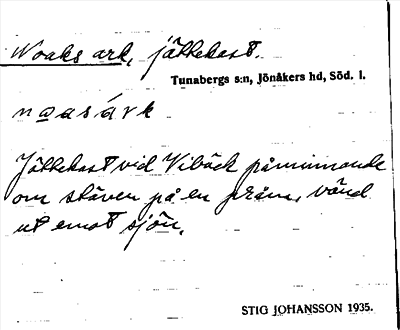 Noaks ark, jättekast.
Tunabergs s:n, Jönåkers hd, Söd. l.
noasárk
Jättekast vid Vibäck påminnande
om stäven på en pråm, vänd
ut emot sjön.
STIG JOHANSSON 1935.